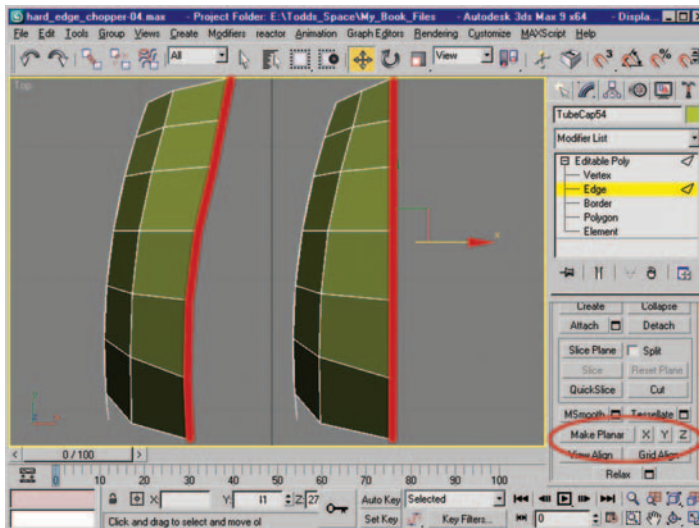 hard_edge_chopper-04.max - Project Folder: E:\Todds_Space\My_Book_Files - Autodesk 3ds Max 9 x64 - Displa...
File Edit Tools Group Views Create Modifiers reactor Animation Graph Editors Rendering Customize MAXScript Help
All View 3 %
Top
TubeCap54
Modifier List
Editable Poly
Vertex
Edge
Border
Polygon
Element
Create Collapse
Attach Detach
Slice Plane Split
Slice Reset Plane
QuickSlice Cut
MSmooth Tessellate
Make Planar X Y Z
View Align Grid Align
Relax
x
< 0 / 100 >
0 10 20 30 40 50 60 70 80 90 100
X: Y: Z: 27 Auto Key Selected
Click and drag to select and move ol Set Key Key Filters... 0